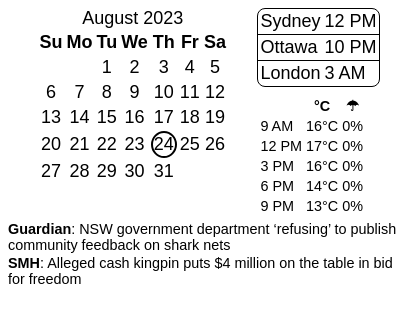 August 2023
Su Mo Tu We Th Fr Sa
1 2 3 4 5
6 7 8 9 10 11 12
13 14 15 16 17 18 19
20 21 22 23 24 25 26
27 28 29 30 31
Sydney 12 PM
Ottawa 10 PM
London 3 AM
°C ☂
9 AM 16°C 0%
12 PM 17°C 0%
3 PM 16°C 0%
6 PM 14°C 0%
9 PM 13°C 0%
Guardian: NSW government department ‘refusing’ to publish
community feedback on shark nets
SMH: Alleged cash kingpin puts $4 million on the table in bid
for freedom